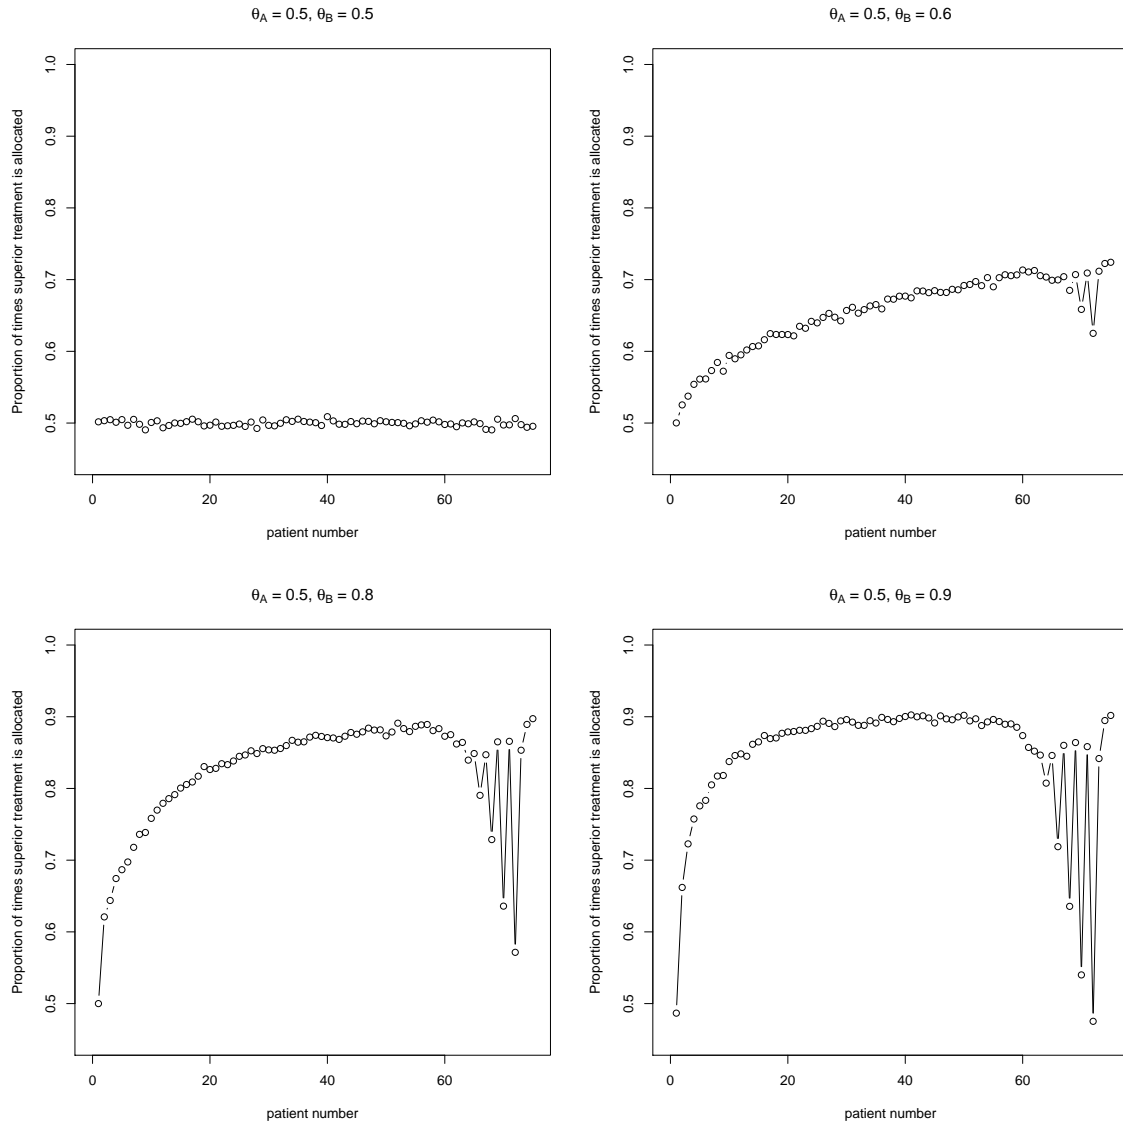 θA = 0.5, θB = 0.5
Proportion of times superior treatment is allocated
1.0
0.9
0.8
0.7
0.6
0.5
0 20 40 60
patient number
θA = 0.5, θB = 0.6
Proportion of times superior treatment is allocated
1.0
0.9
0.8
0.7
0.6
0.5
0 20 40 60
patient number
θA = 0.5, θB = 0.8
Proportion of times superior treatment is allocated
1.0
0.9
0.8
0.7
0.6
0.5
0 20 40 60
patient number
θA = 0.5, θB = 0.9
Proportion of times superior treatment is allocated
1.0
0.9
0.8
0.7
0.6
0.5
0 20 40 60
patient number